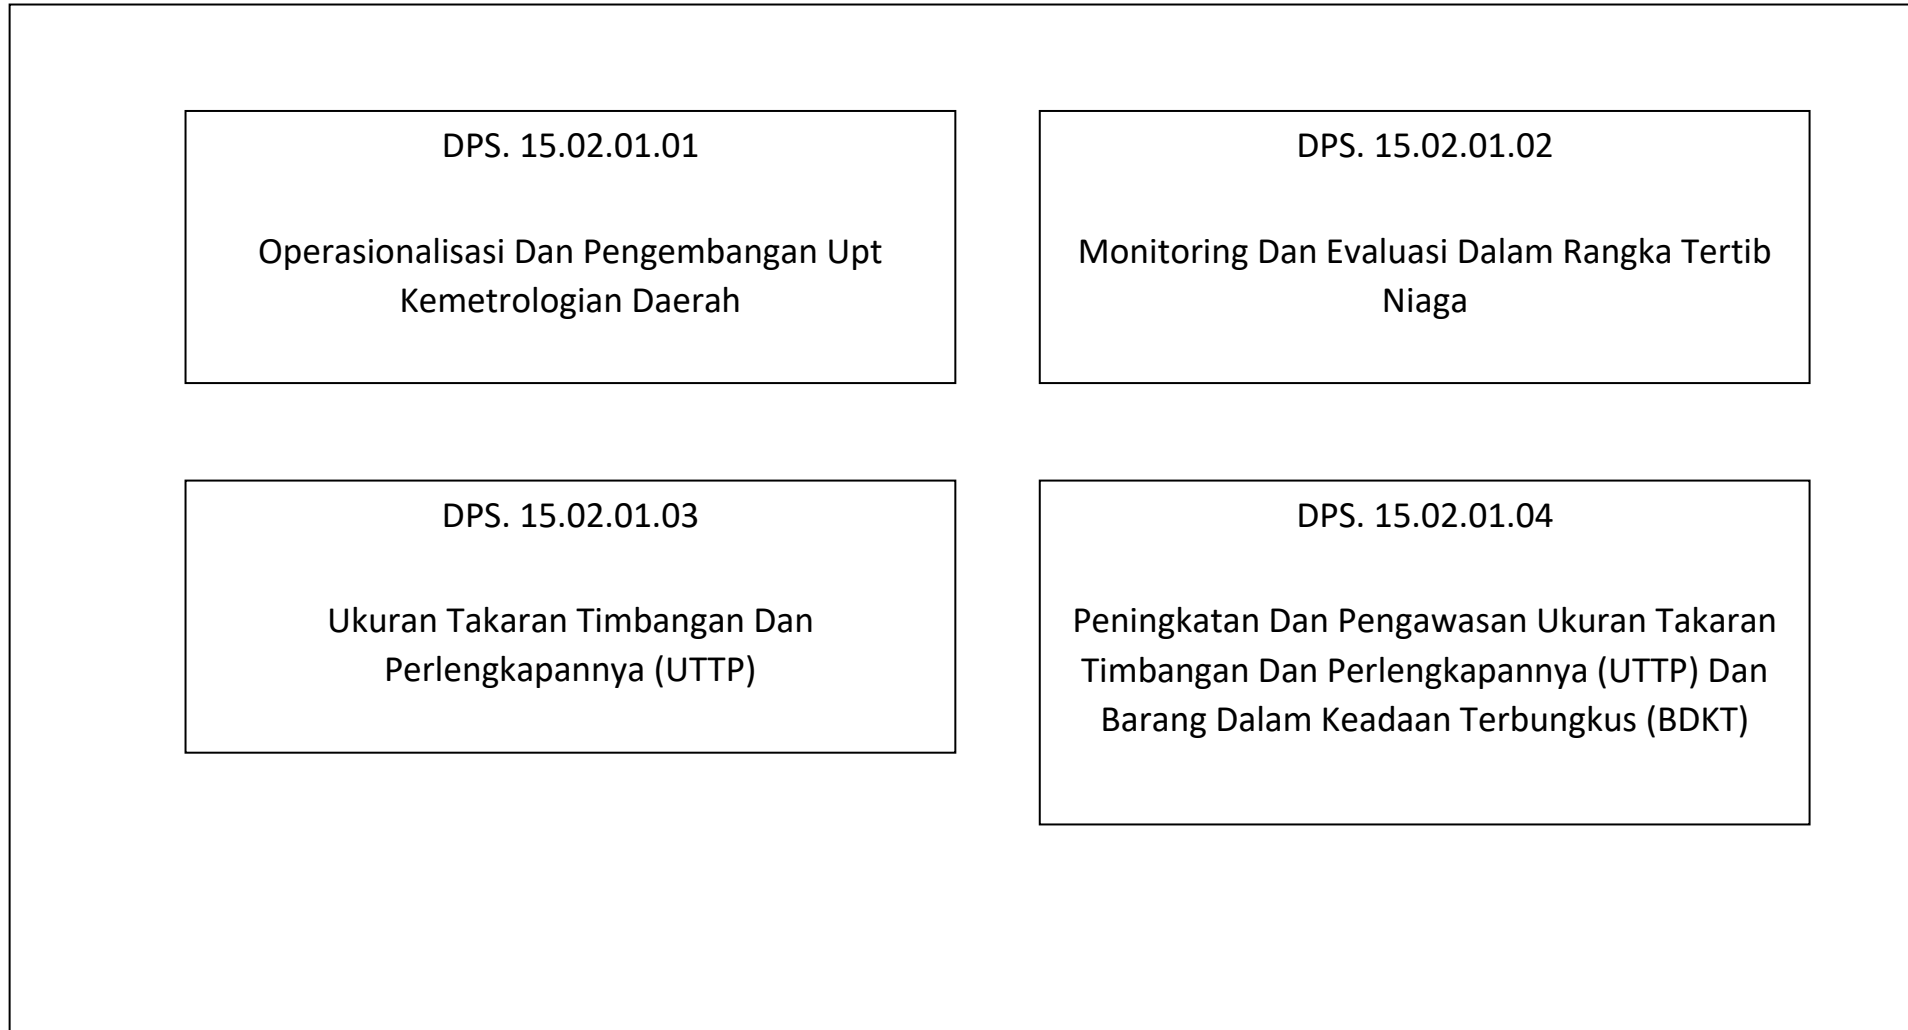 DPS. 15.02.01.01
Operasionalisasi Dan Pengembangan Upt
Kemetrologian Daerah
DPS. 15.02.01.02
Monitoring Dan Evaluasi Dalam Rangka Tertib
Niaga
DPS. 15.02.01.03
Ukuran Takaran Timbangan Dan
Perlengkapannya (UTTP)
DPS. 15.02.01.04
Peningkatan Dan Pengawasan Ukuran Takaran
Timbangan Dan Perlengkapannya (UTTP) Dan
Barang Dalam Keadaan Terbungkus (BDKT)